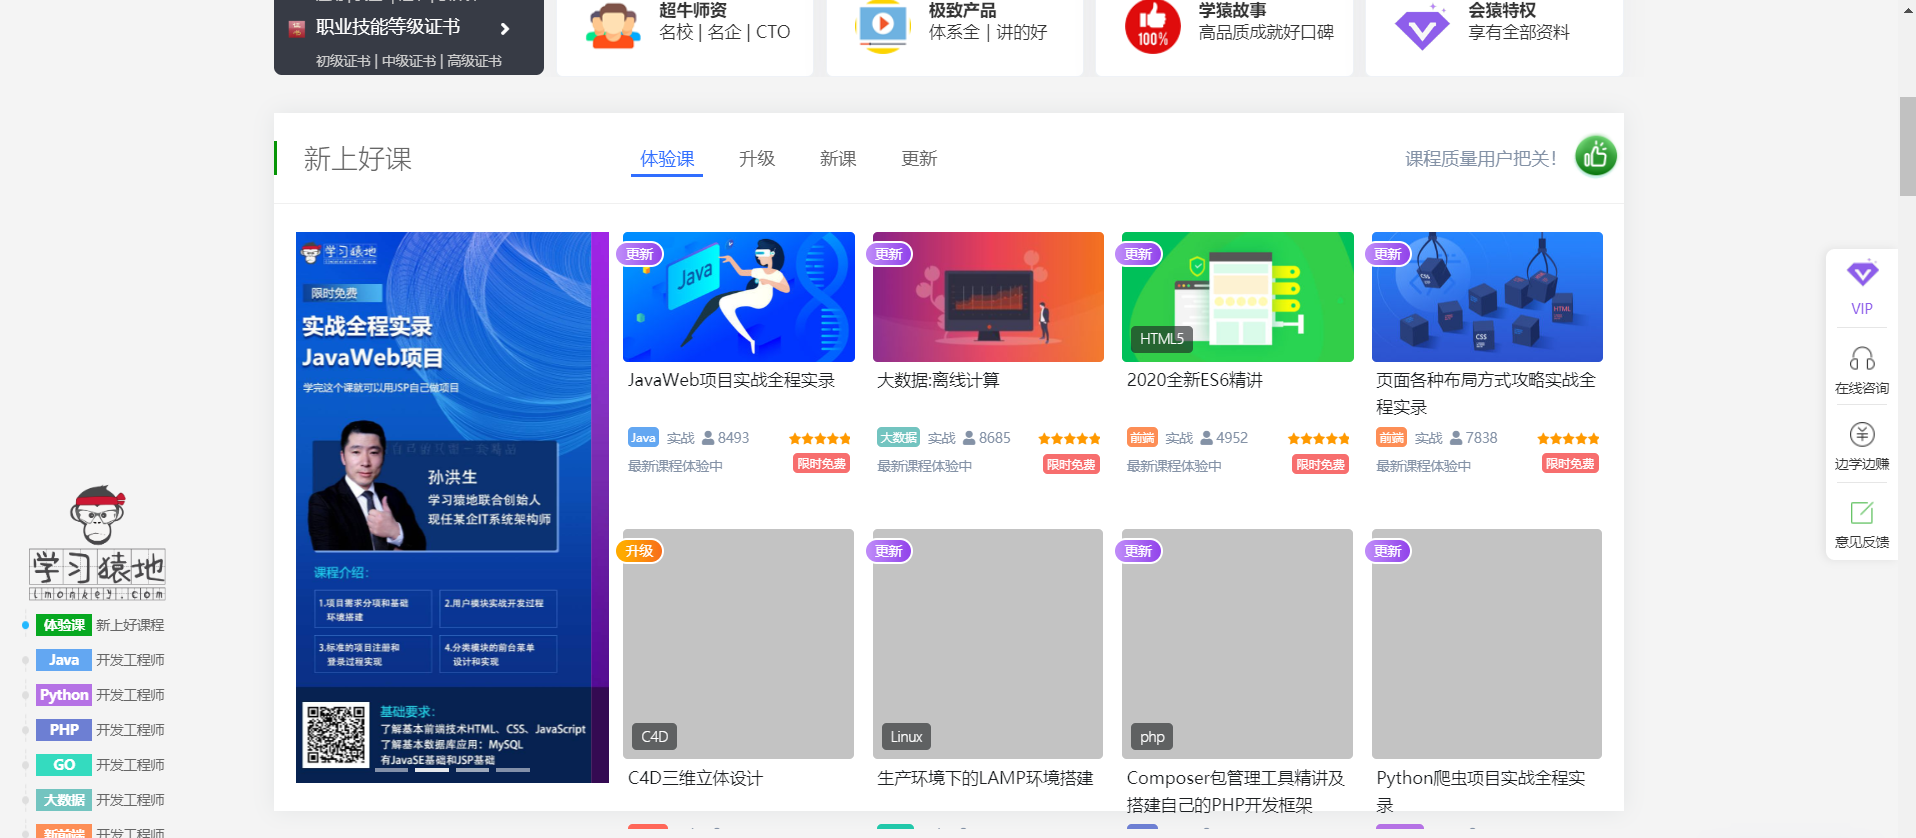 职业技能等级证书
初级证书 | 中级证书 | 高级证书
超牛师资
名校 | 名企 | CTO
极致产品
体系全 | 讲的好
100%
学猿故事
高品质成就好口碑
会猿特权
享有全部资料
新上好课
体验课 升级 新课 更新
课程质量用户把关！
学习猿地
限时免费
实战全程实录
JavaWeb项目
学完这个课就可以用JSP自己做项目
孙洪生
学习猿地联合创始人
现任某企IT系统架构师
课程介绍：
1.项目需求分项和基础
环境搭建
2.用户模块实战开发过程
3.标准的项目注册和
登录过程实现
4.分类模块的前台菜单
设计和实现
基础要求：
了解基本前端技术HTML、CSS、JavaScript
了解基本数据库应用：MySQL
有JavaSE基础和JSP基础
更新
Java
JavaWeb项目实战全程实录
Java 实战 8493
最新课程体验中 限时免费
更新
大数据:离线计算
大数据 实战 8685
最新课程体验中 限时免费
更新
HTML5
2020全新ES6精讲
前端 实战 4952
最新课程体验中 限时免费
更新
CSS
HTML
CSS
页面各种布局方式攻略实战全
程实录
前端 实战 7838
最新课程体验中 限时免费
升级
C4D
C4D三维立体设计
更新
Linux
生产环境下的LAMP环境搭建
更新
php
Composer包管理工具精讲及
搭建自己的PHP开发框架
更新
Python爬虫项目实战全程实
录
学习猿地
imonkey.com
体验课 新上好课程
Java 开发工程师
Python 开发工程师
PHP 开发工程师
GO 开发工程师
大数据 开发工程师
新前端 开发工程师
VIP
在线咨询
边学边赚
意见反馈